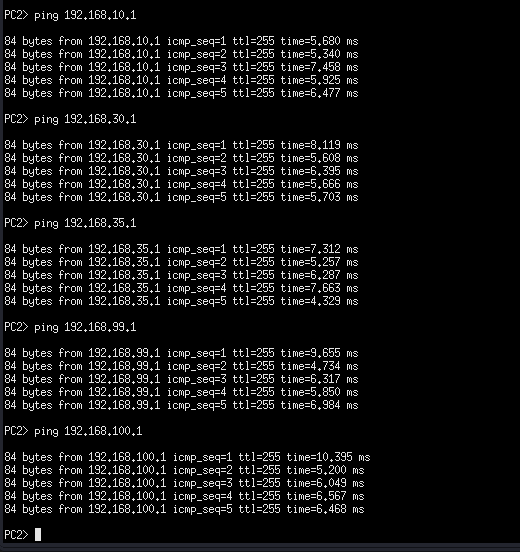 PC2> ping 192.168.10.1
84 bytes from 192.168.10.1 icmp_seq=1 ttl=255 time=5.680 ms
84 bytes from 192.168.10.1 icmp_seq=2 ttl=255 time=5.340 ms
84 bytes from 192.168.10.1 icmp_seq=3 ttl=255 time=7.458 ms
84 bytes from 192.168.10.1 icmp_seq=4 ttl=255 time=5.925 ms
84 bytes from 192.168.10.1 icmp_seq=5 ttl=255 time=6.477 ms
PC2> ping 192.168.30.1
84 bytes from 192.168.30.1 icmp_seq=1 ttl=255 time=8.119 ms
84 bytes from 192.168.30.1 icmp_seq=2 ttl=255 time=5.608 ms
84 bytes from 192.168.30.1 icmp_seq=3 ttl=255 time=6.395 ms
84 bytes from 192.168.30.1 icmp_seq=4 ttl=255 time=5.666 ms
84 bytes from 192.168.30.1 icmp_seq=5 ttl=255 time=5.703 ms
PC2> ping 192.168.35.1
84 bytes from 192.168.35.1 icmp_seq=1 ttl=255 time=7.312 ms
84 bytes from 192.168.35.1 icmp_seq=2 ttl=255 time=5.257 ms
84 bytes from 192.168.35.1 icmp_seq=3 ttl=255 time=6.287 ms
84 bytes from 192.168.35.1 icmp_seq=4 ttl=255 time=7.663 ms
84 bytes from 192.168.35.1 icmp_seq=5 ttl=255 time=4.329 ms
PC2> ping 192.168.99.1
84 bytes from 192.168.99.1 icmp_seq=1 ttl=255 time=9.655 ms
84 bytes from 192.168.99.1 icmp_seq=2 ttl=255 time=4.734 ms
84 bytes from 192.168.99.1 icmp_seq=3 ttl=255 time=6.317 ms
84 bytes from 192.168.99.1 icmp_seq=4 ttl=255 time=5.850 ms
84 bytes from 192.168.99.1 icmp_seq=5 ttl=255 time=6.984 ms
PC2> ping 192.168.100.1
84 bytes from 192.168.100.1 icmp_seq=1 ttl=255 time=10.395 ms
84 bytes from 192.168.100.1 icmp_seq=2 ttl=255 time=5.200 ms
84 bytes from 192.168.100.1 icmp_seq=3 ttl=255 time=6.049 ms
84 bytes from 192.168.100.1 icmp_seq=4 ttl=255 time=6.567 ms
84 bytes from 192.168.100.1 icmp_seq=5 ttl=255 time=6.468 ms
PC2>